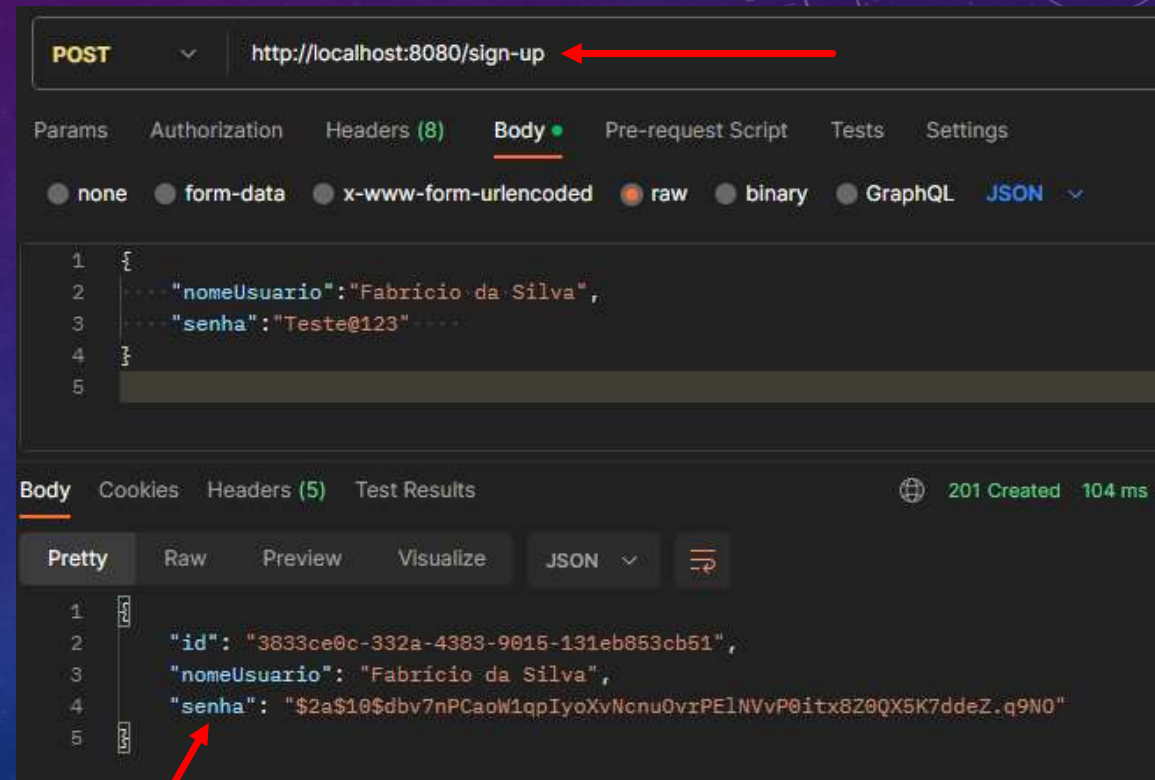 POST http://localhost:8080/sign-up
Params Authorization Headers (8) Body Pre-request Script Tests Settings
none form-data x-www-form-urlencoded raw binary GraphQL JSON
1 {
2 "nomeUsuario":"Fabrício da Silva",
3 "senha":"Teste@123"
4 }
5
Body Cookies Headers (5) Test Results 201 Created 104 ms
Pretty Raw Preview Visualize JSON
1 {
2 "id": "3833ce0c-332a-4383-9015-131eb853cb51",
3 "nomeUsuario": "Fabrício da Silva",
4 "senha": "$2a$10$dbv7nPCaoW1qpIyoXvNcnuOvrPElNVvP0itx8Z0QX5K7ddeZ.q9NO"
5 }